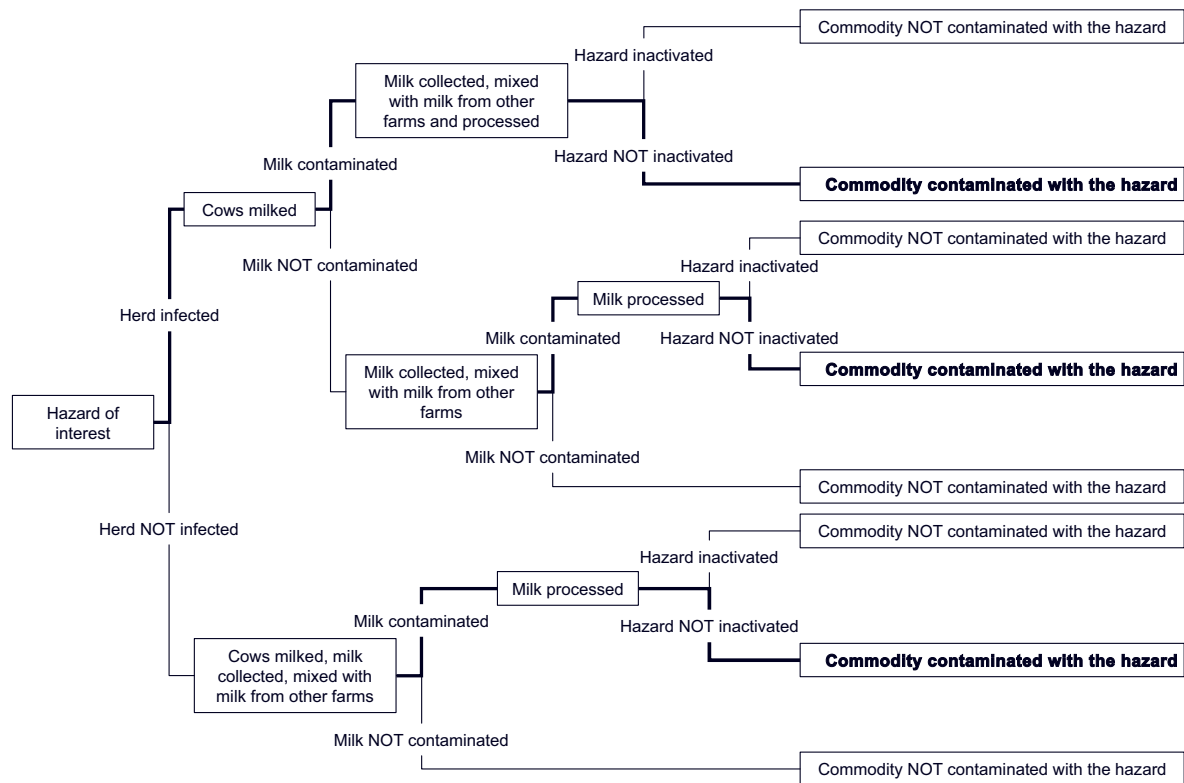 Commodity NOT contaminated with the hazard
Hazard inactivated
Milk collected, mixed
with milk from other
farms and processed
Hazard NOT inactivated
Milk contaminated
Commodity contaminated with the hazard
Cows milked
Commodity NOT contaminated with the hazard
Milk NOT contaminated
Hazard inactivated
Milk processed
Herd infected
Milk contaminated
Hazard NOT inactivated
Commodity contaminated with the hazard
Milk collected, mixed
with milk from other
farms
Hazard of
interest
Milk NOT contaminated
Commodity NOT contaminated with the hazard
Herd NOT infected
Commodity NOT contaminated with the hazard
Hazard inactivated
Milk processed
Milk contaminated
Hazard NOT inactivated
Commodity contaminated with the hazard
Cows milked, milk
collected, mixed with
milk from other farms
Milk NOT contaminated
Commodity NOT contaminated with the hazard